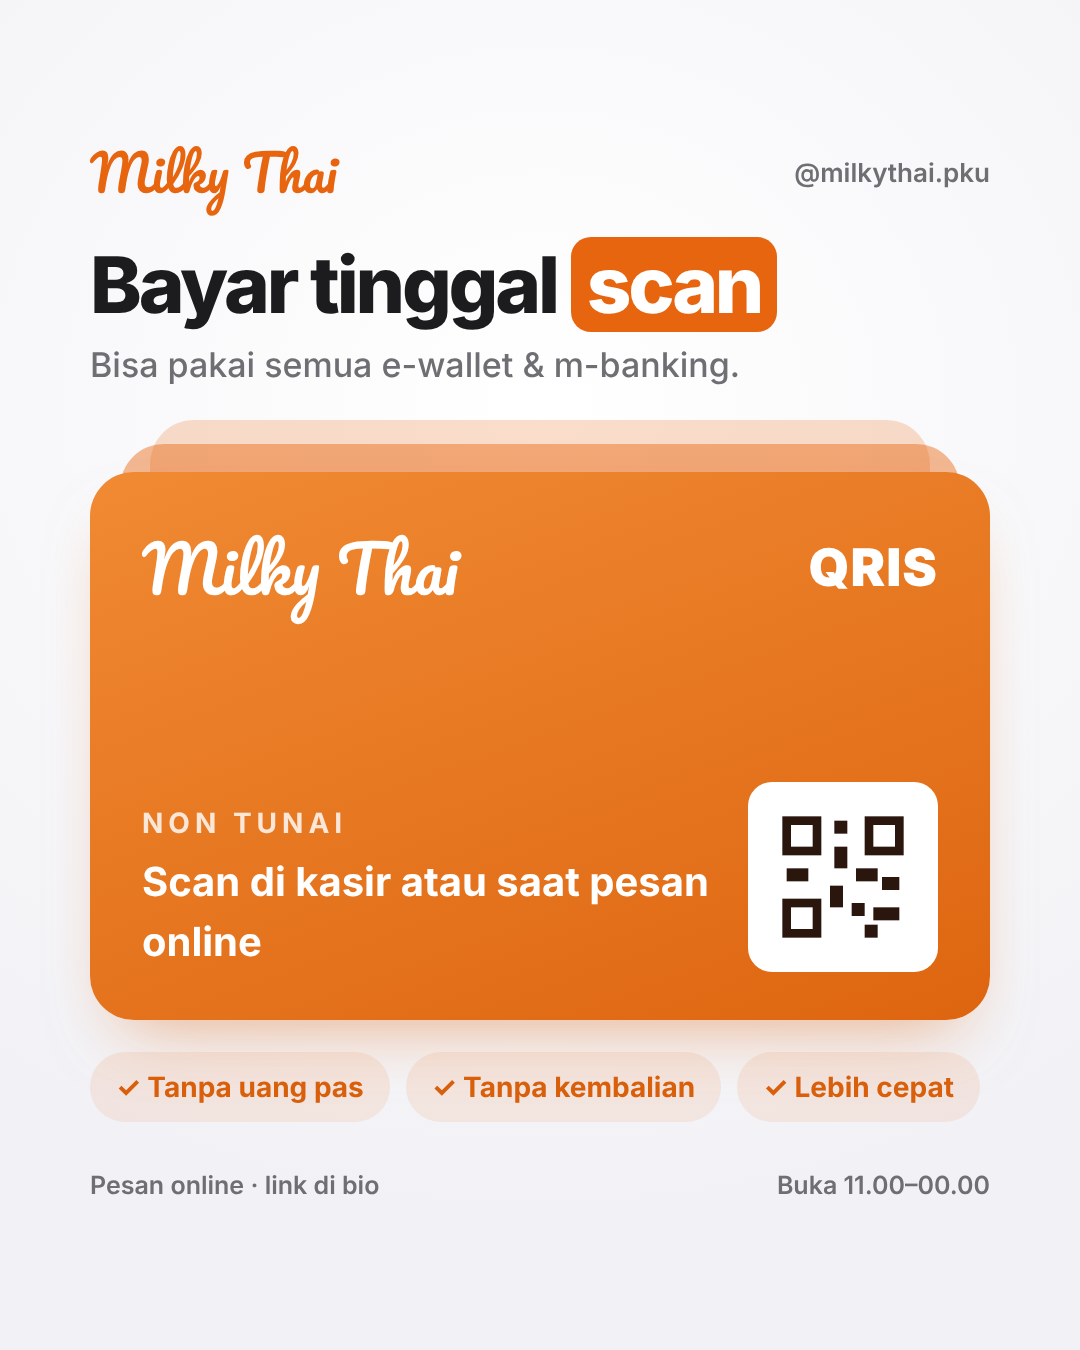 Milky Thai
@milkythai.pku
Bayar tinggal scan
Bisa pakai semua e-wallet & m-banking.
Milky Thai
QRIS
NON TUNAI
Scan di kasir atau saat pesan
online
✓ Tanpa uang pas
✓ Tanpa kembalian
✓ Lebih cepat
Pesan online · link di bio
Buka 11.00–00.00